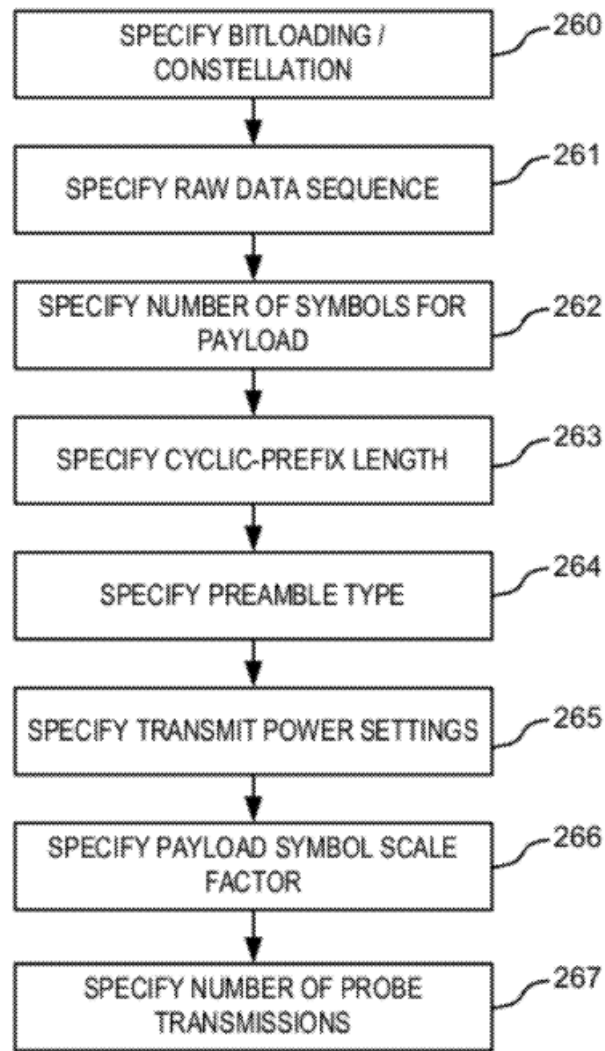 SPECIFY BITLOADING /
CONSTELLATION
260
SPECIFY RAW DATA SEQUENCE
261
SPECIFY NUMBER OF SYMBOLS FOR
PAYLOAD
262
SPECIFY CYCLIC-PREFIX LENGTH
263
SPECIFY PREAMBLE TYPE
264
SPECIFY TRANSMIT POWER SETTINGS
265
SPECIFY PAYLOAD SYMBOL SCALE
FACTOR
266
SPECIFY NUMBER OF PROBE
TRANSMISSIONS
267